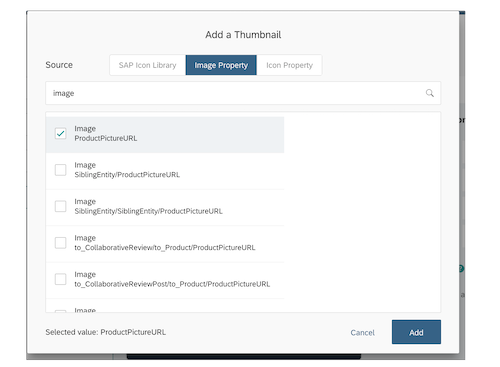 Add a Thumbnail
Source
SAP Icon Library
Image Property
Icon Property
image
Image
ProductPictureURL
Image
SiblingEntity/ProductPictureURL
Image
SiblingEntity/SiblingEntity/ProductPictureURL
Image
to_CollaborativeReview/to_Product/ProductPictureURL
Image
to_CollaborativeReviewPost/to_Product/ProductPictureURL
Image
Selected value: ProductPictureURL
Cancel
Add